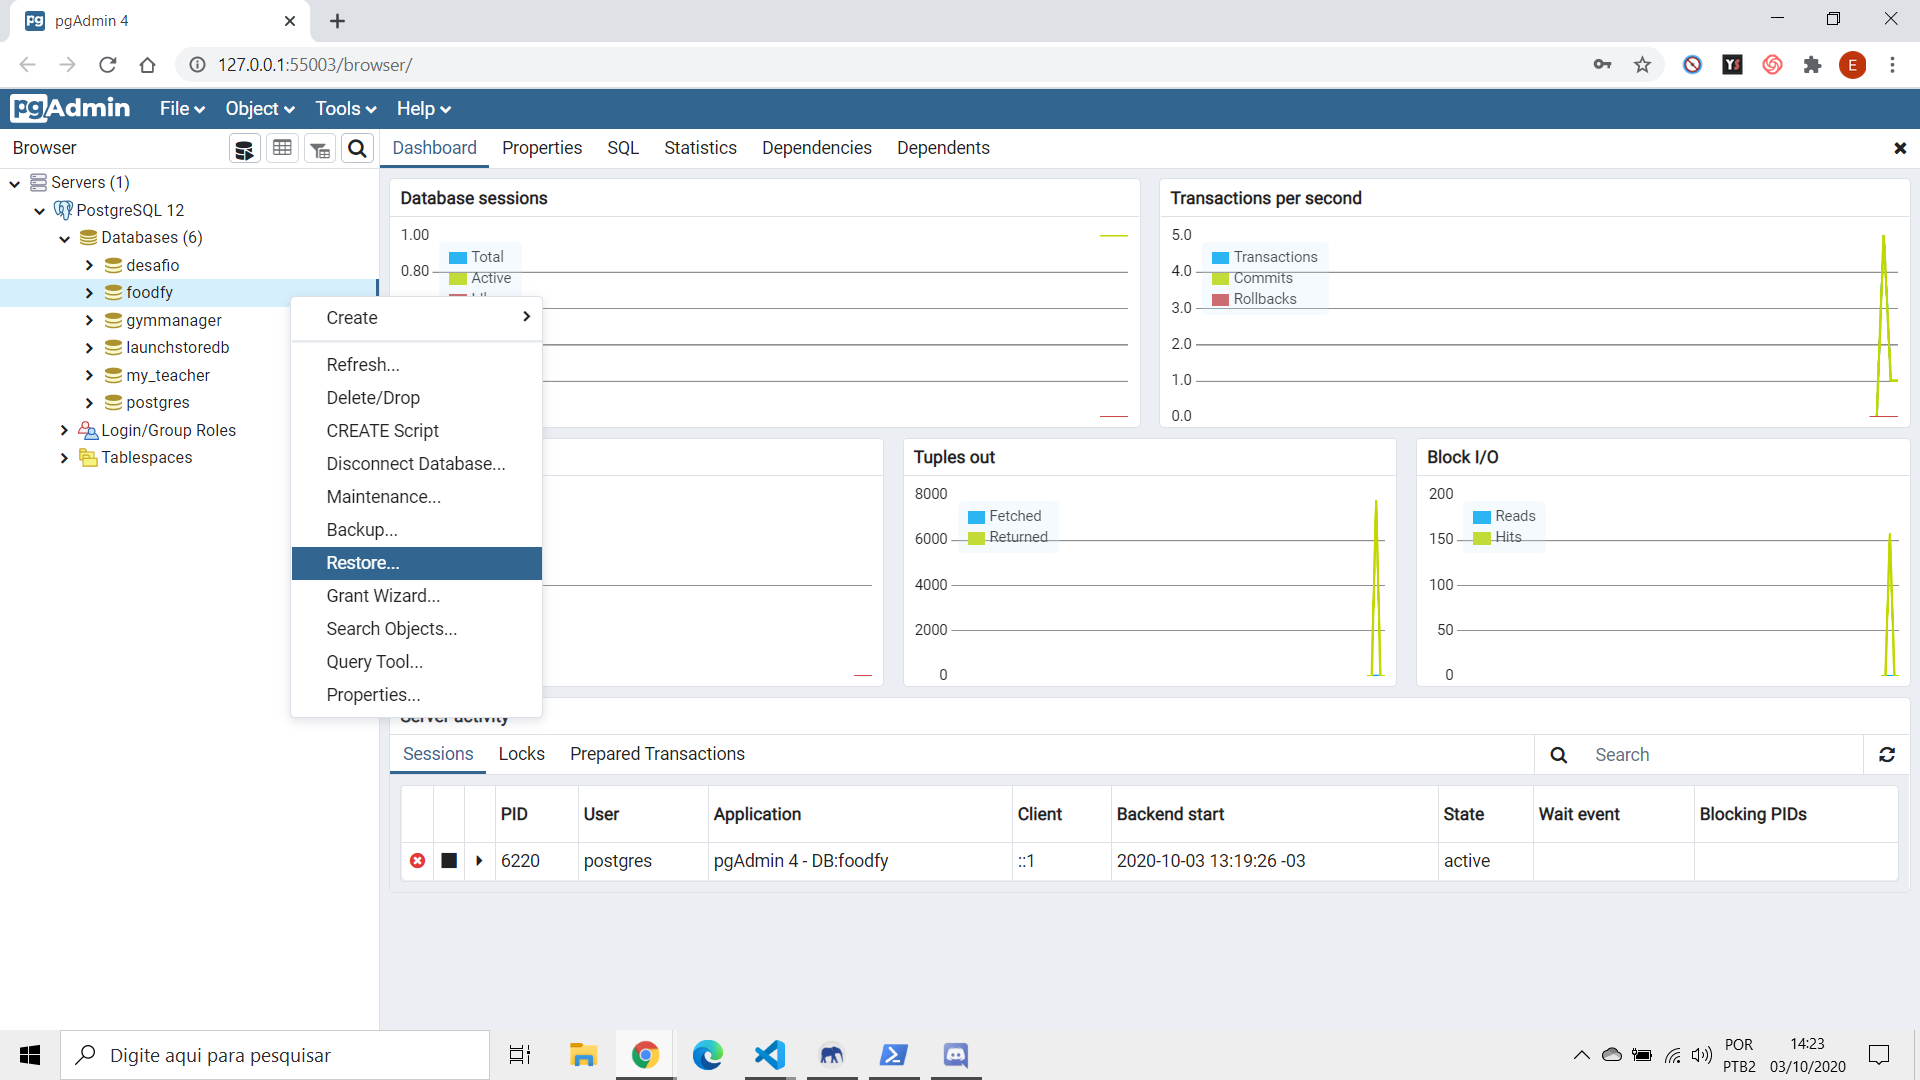 pgAdmin 4
127.0.0.1:55003/browser/
E
pgAdmin File Object Tools Help
Browser
Dashboard Properties SQL Statistics Dependencies Dependents
Servers (1)
PostgreSQL 12
Databases (6)
desafio
foodfy
gymmanager
launchstoredb
my_teacher
postgres
Login/Group Roles
Tablespaces
Create
Refresh...
Delete/Drop
CREATE Script
Disconnect Database...
Maintenance...
Backup...
Restore...
Grant Wizard...
Search Objects...
Query Tool...
Properties...
Database sessions
1.00
0.80
Total
Active
Transactions per second
5.0
4.0
3.0
2.0
1.0
0.0
Transactions
Commits
Rollbacks
Tuples out
8000
6000
4000
2000
0
Fetched
Returned
Block I/O
200
150
100
50
0
Reads
Hits
Server activity
Sessions Locks Prepared Transactions
Search
PID User Application Client Backend start State Wait event Blocking PIDs
6220 postgres pgAdmin 4 - DB:foodfy ::1 2020-10-03 13:19:26 -03 active
Digite aqui para pesquisar
POR
PTB2
14:23
03/10/2020